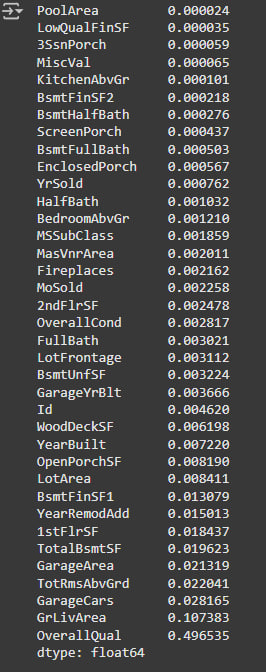 PoolArea 0.000024
LowQualFinSF 0.000035
3SsnPorch 0.000059
MiscVal 0.000065
KitchenAbvGr 0.000101
BsmtFinSF2 0.000218
BsmtHalfBath 0.000276
ScreenPorch 0.000437
BsmtFullBath 0.000503
EnclosedPorch 0.000567
YrSold 0.000762
HalfBath 0.001032
BedroomAbvGr 0.001210
MSSubClass 0.001859
MasVnrArea 0.002011
Fireplaces 0.002162
MoSold 0.002258
2ndFlrSF 0.002478
OverallCond 0.002817
FullBath 0.003021
LotFrontage 0.003112
BsmtUnfSF 0.003224
GarageYrBlt 0.003666
Id 0.004620
WoodDeckSF 0.006198
YearBuilt 0.007220
OpenPorchSF 0.008190
LotArea 0.008411
BsmtFinSF1 0.013079
YearRemodAdd 0.015013
1stFlrSF 0.018437
TotalBsmtSF 0.019623
GarageArea 0.021319
TotRmsAbvGrd 0.022041
GarageCars 0.028165
GrLivArea 0.107383
OverallQual 0.496535
dtype: float64